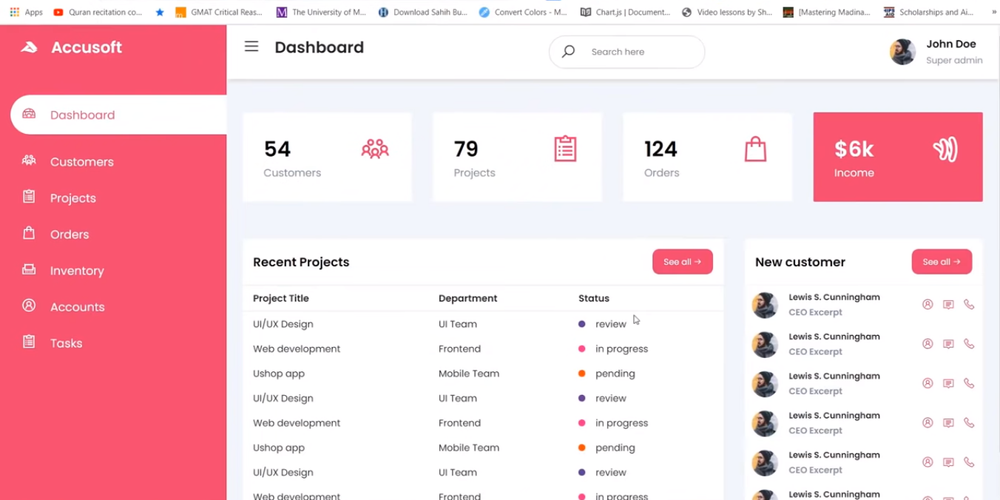 Apps Quran recitation co... GMAT Critical Reas... The University of M... Download Sahih Bu... Convert Colors - M... Chart.js | Document... Video lessons by Sh... [Mastering Madina... Scholarships and Ai... »
Accusoft
Dashboard
Search here
John Doe
Super admin
Dashboard
Customers
Projects
Orders
Inventory
Accounts
Tasks
54
Customers
79
Projects
124
Orders
$6k
Income
Recent Projects
See all →
Project Title Department Status
UI/UX Design UI Team review
Web development Frontend in progress
Ushop app Mobile Team pending
UI/UX Design UI Team review
Web development Frontend in progress
Ushop app Mobile Team pending
UI/UX Design UI Team review
Web development Frontend in progress
New customer
See all →
Lewis S. Cunningham
CEO Excerpt
Lewis S. Cunningham
CEO Excerpt
Lewis S. Cunningham
CEO Excerpt
Lewis S. Cunningham
CEO Excerpt
Lewis S. Cunningham
CEO Excerpt
Lewis S. Cunningham